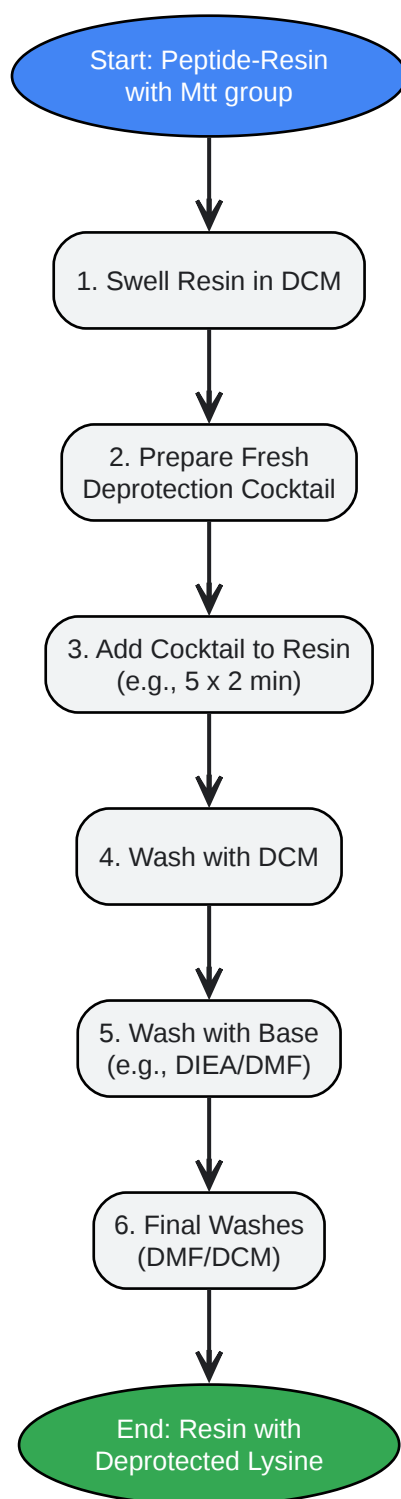 Start: Peptide-Resin
with Mtt group
1. Swell Resin in DCM
2. Prepare Fresh
Deprotection Cocktail
3. Add Cocktail to Resin
(e.g., 5 x 2 min)
4. Wash with DCM
5. Wash with Base
(e.g., DIEA/DMF)
6. Final Washes
(DMF/DCM)
End: Resin with
Deprotected Lysine